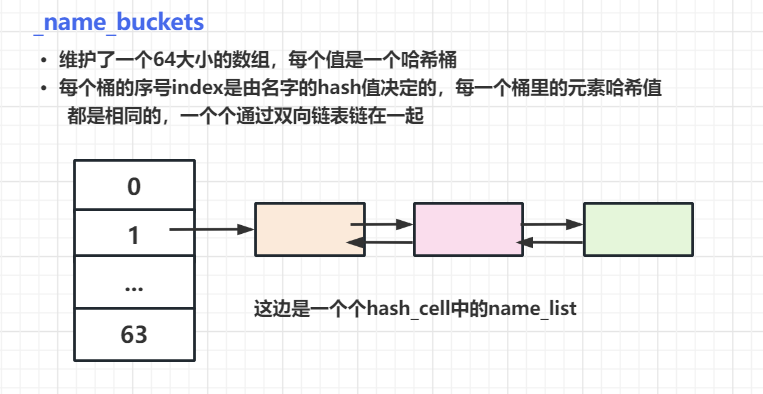 _name_buckets
• 维护了一个64大小的数组，每个值是一个哈希桶
• 每个桶的序号index是由名字的hash值决定的，每一个桶里的元素哈希值
都是相同的，一个个通过双向链表链在一起
0
1
...
63
这边是一个个hash_cell中的name_list